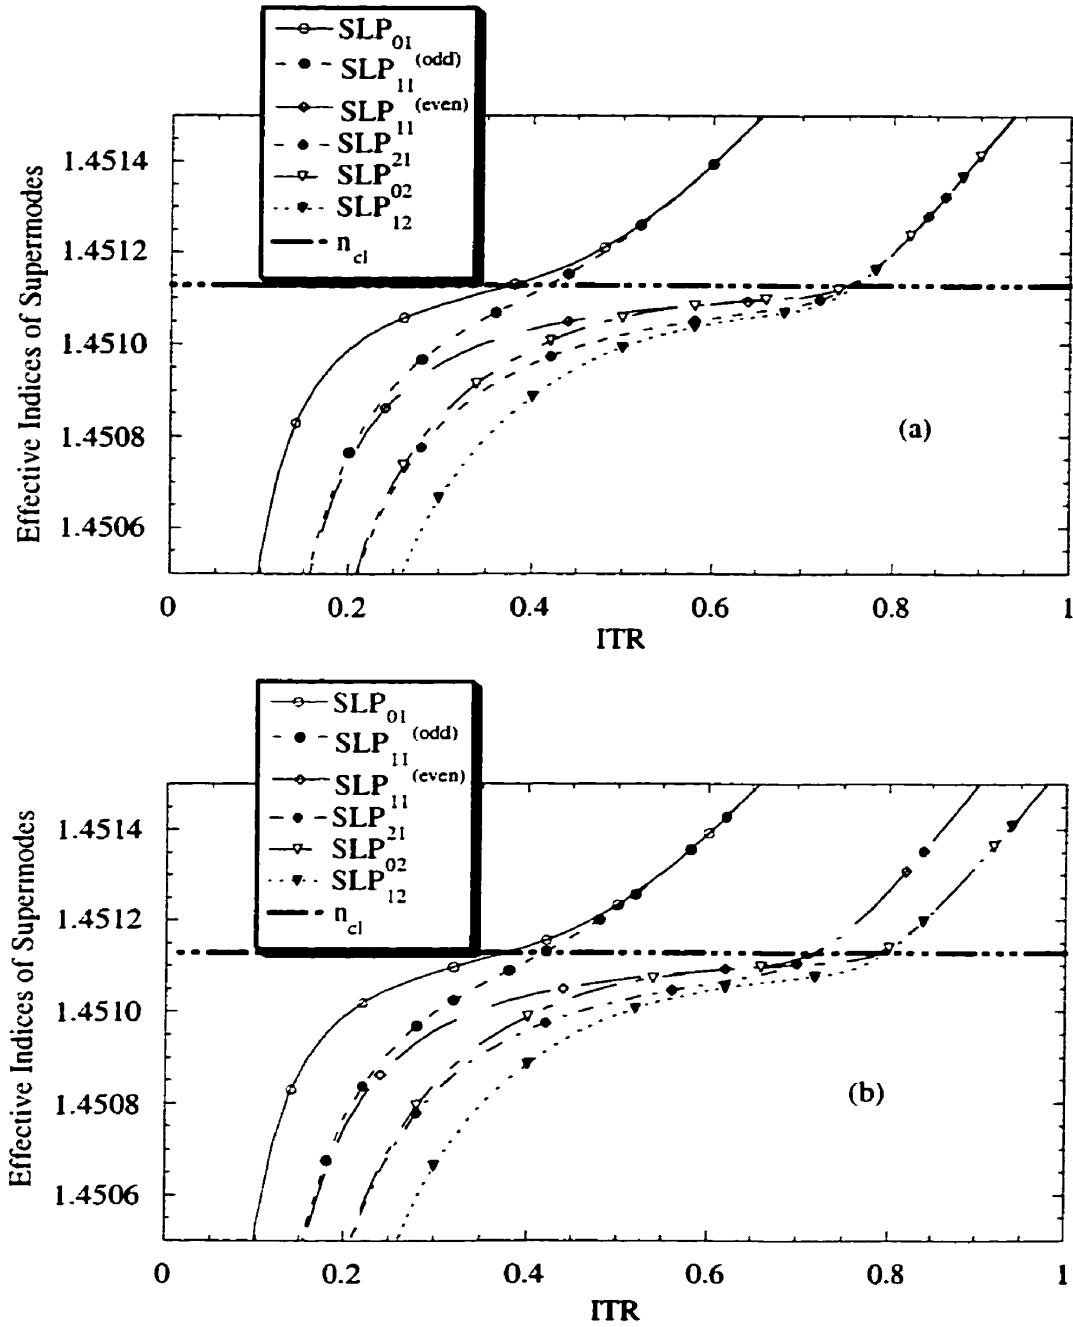 SLP01
SLP11(odd)
SLP11(even)
SLP21
SLP02
SLP12
ncl
Effective Indices of Supermodes
1.4514
1.4512
1.4510
1.4508
1.4506
(a)
0
0.2
0.4
0.6
0.8
1
ITR
SLP01
SLP11(odd)
SLP11(even)
SLP21
SLP02
SLP12
ncl
Effective Indices of Supermodes
1.4514
1.4512
1.4510
1.4508
1.4506
(b)
0
0.2
0.4
0.6
0.8
1
ITR